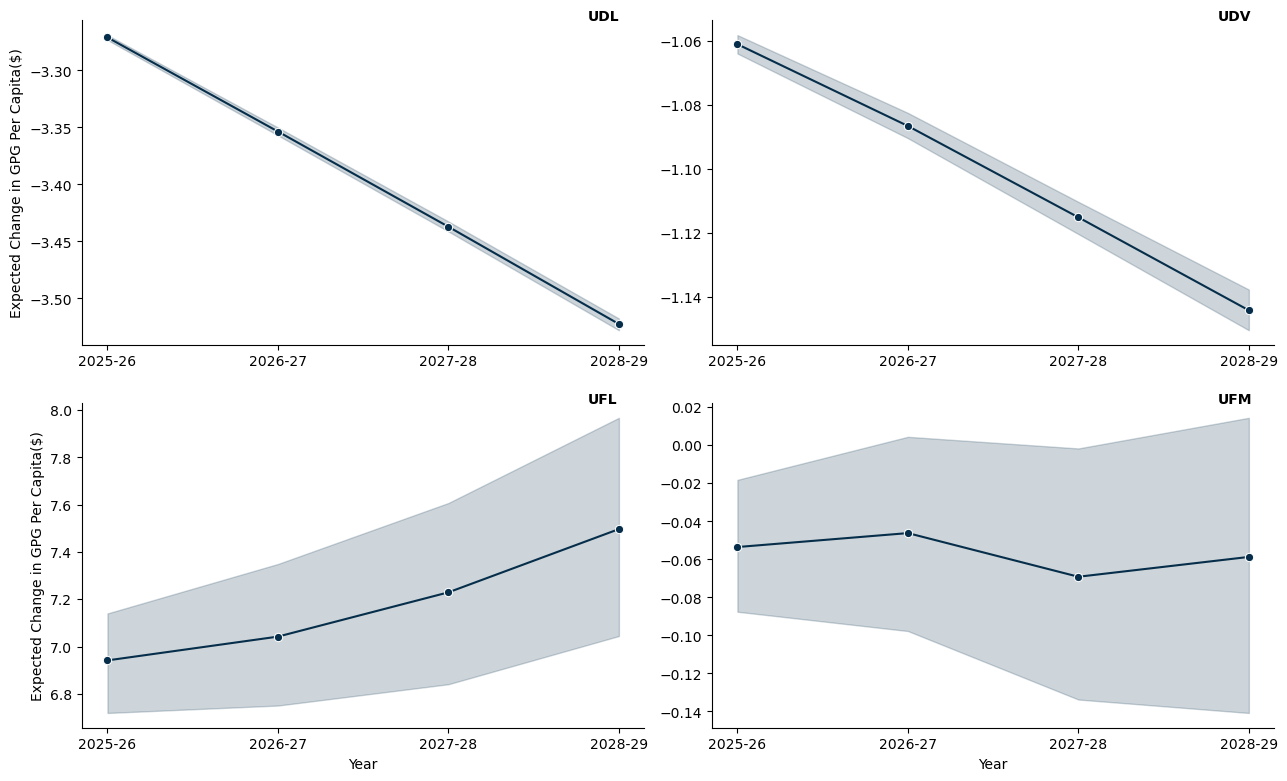 UDL
Expected Change in GPG Per Capita($)
−3.30
−3.35
−3.40
−3.45
−3.50
2025-26 2026-27 2027-28 2028-29
UDV
−1.06
−1.08
−1.10
−1.12
−1.14
2025-26 2026-27 2027-28 2028-29
UFL
Expected Change in GPG Per Capita($)
8.0
7.8
7.6
7.4
7.2
7.0
6.8
2025-26 2026-27 2027-28 2028-29
Year
UFM
0.02
0.00
−0.02
−0.04
−0.06
−0.08
−0.10
−0.12
−0.14
2025-26 2026-27 2027-28 2028-29
Year